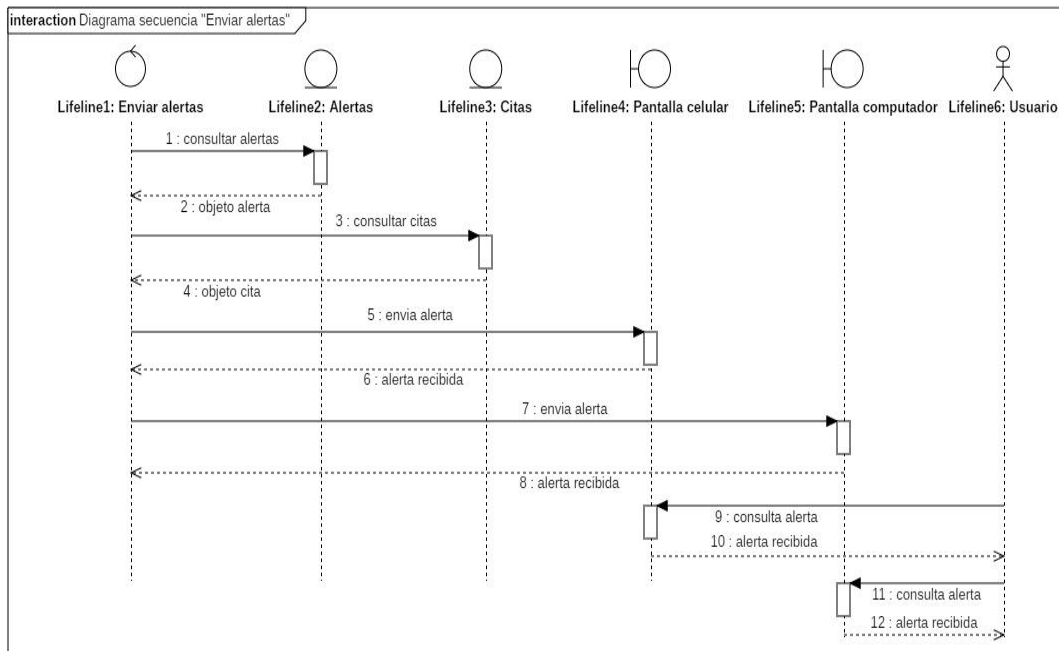 interaction Diagrama secuencia "Enviar alertas"
Lifeline1: Enviar alertas
Lifeline2: Alertas
Lifeline3: Citas
Lifeline4: Pantalla celular
Lifeline5: Pantalla computador
Lifeline6: Usuario
1 : consultar alertas
2 : objeto alerta
3 : consultar citas
4 : objeto cita
5 : envia alerta
6 : alerta recibida
7 : envia alerta
8 : alerta recibida
9 : consulta alerta
10 : alerta recibida
11 : consulta alerta
12 : alerta recibida